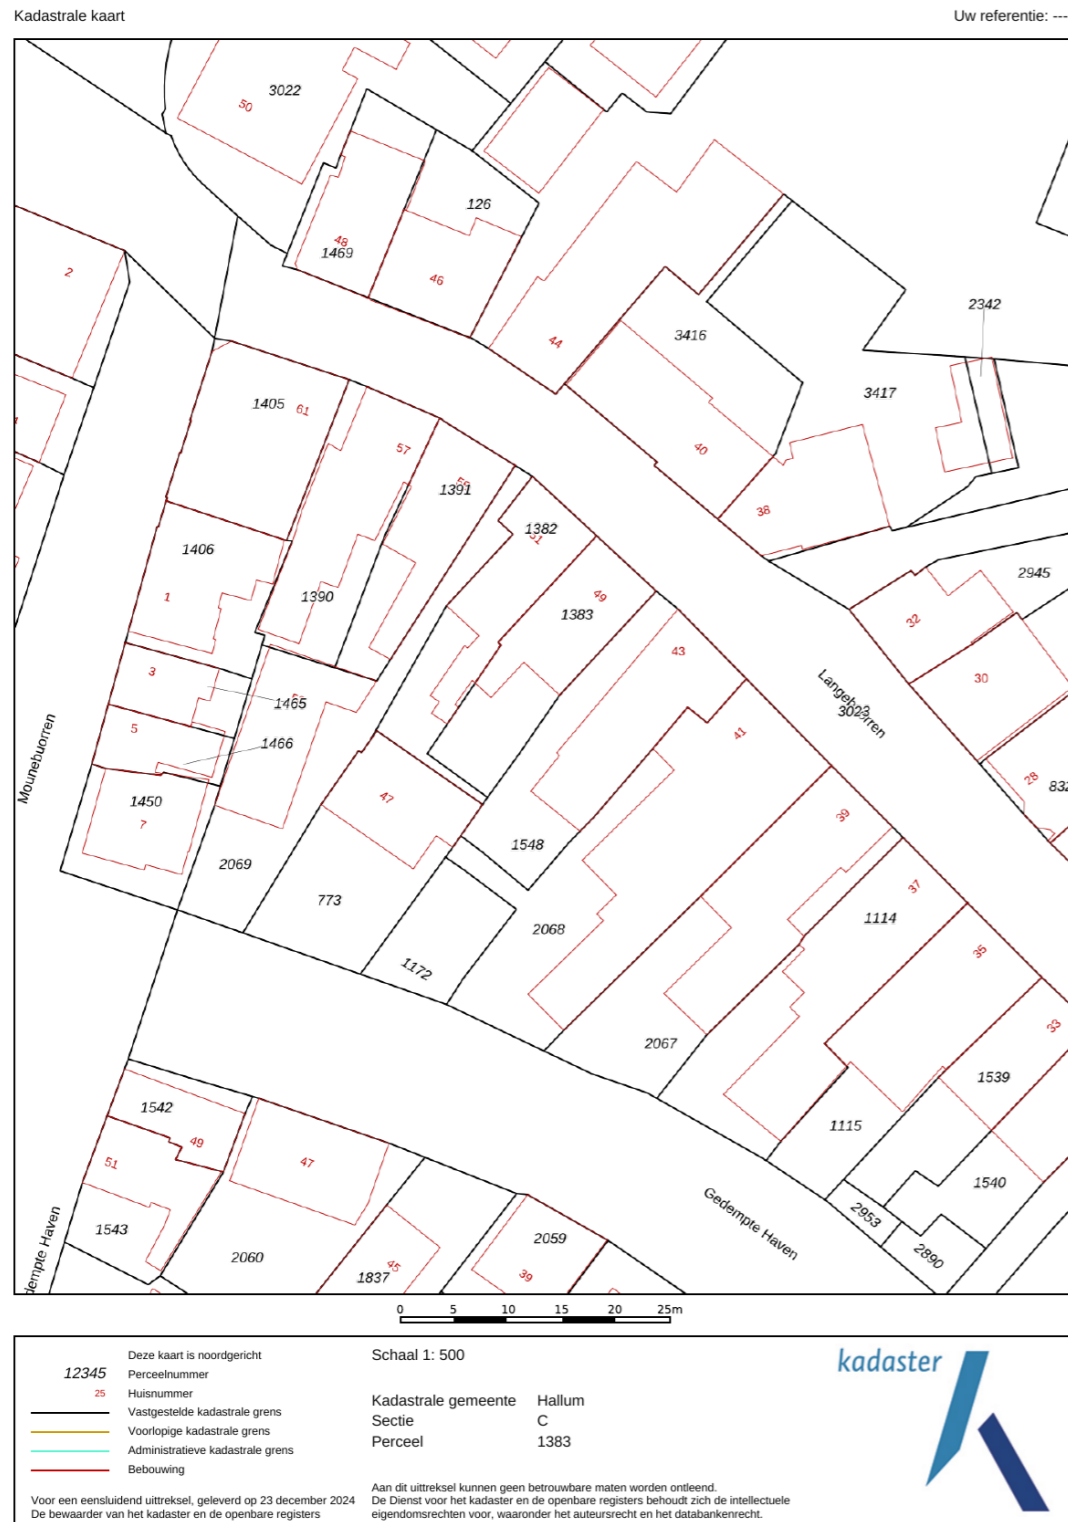 Kadastrale kaart
Uw referentie: ---
3022
50
126
48
1469
46
2
2342
44
3416
3417
1405
61
57
40
1391
38
1382
51
1406
2945
1
1390
1383
49
32
3
43
30
1465
Langebuorren
3023
5
1466
41
28
832
Mounebuorren
1450
7
47
39
1548
2069
37
773
1114
2068
35
1172
2067
33
1539
1542
1115
49
51
47
1540
1543
2953
Gedempte Haven
2060
2059
2890
1837
45
39
dempte Haven
0 5 10 15 20 25m
Deze kaart is noordgericht
12345 Perceelnummer
25 Huisnummer
Vastgestelde kadastrale grens
Voorlopige kadastrale grens
Administratieve kadastrale grens
Bebouwing
Voor een eensluidend uittreksel, geleverd op 23 december 2024
De bewaarder van het kadaster en de openbare registers
Schaal 1: 500
Kadastrale gemeente Hallum
Sectie C
Perceel 1383
Aan dit uittreksel kunnen geen betrouwbare maten worden ontleend.
De Dienst voor het kadaster en de openbare registers behoudt zich de intellectuele
eigendomsrechten voor, waaronder het auteursrecht en het databankenrecht.
kadaster